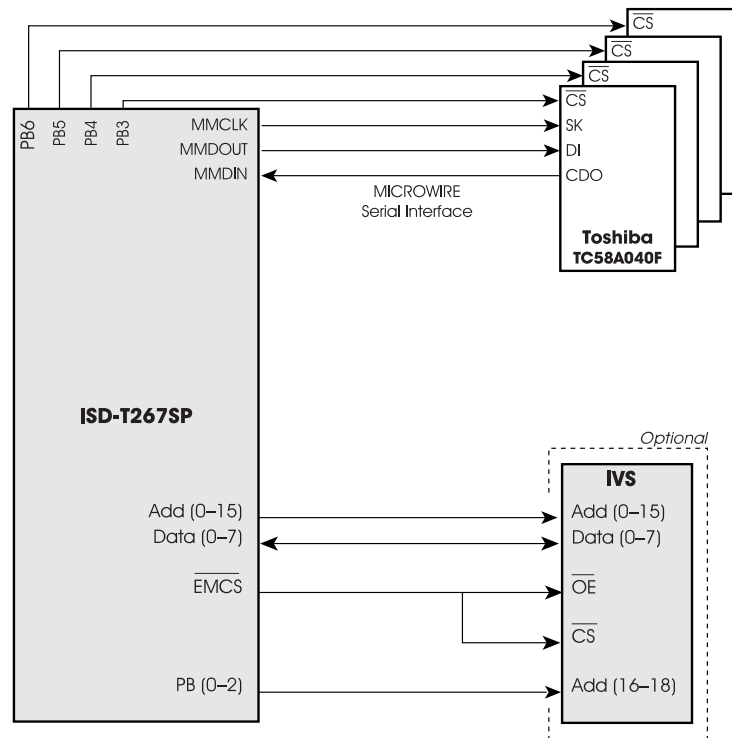 CS
CS
CS
CS
PB6
PB5
PB4
PB3
MMCLK
SK
MMDOUT
DI
MMDIN
CDO
MICROWIRE
Serial Interface
Toshiba
TC58A040F
ISD-T267SP
Optional
IVS
Add (0–15)
Add (0–15)
Data (0–7)
Data (0–7)
EMCS
OE
CS
PB (0–2)
Add (16–18)